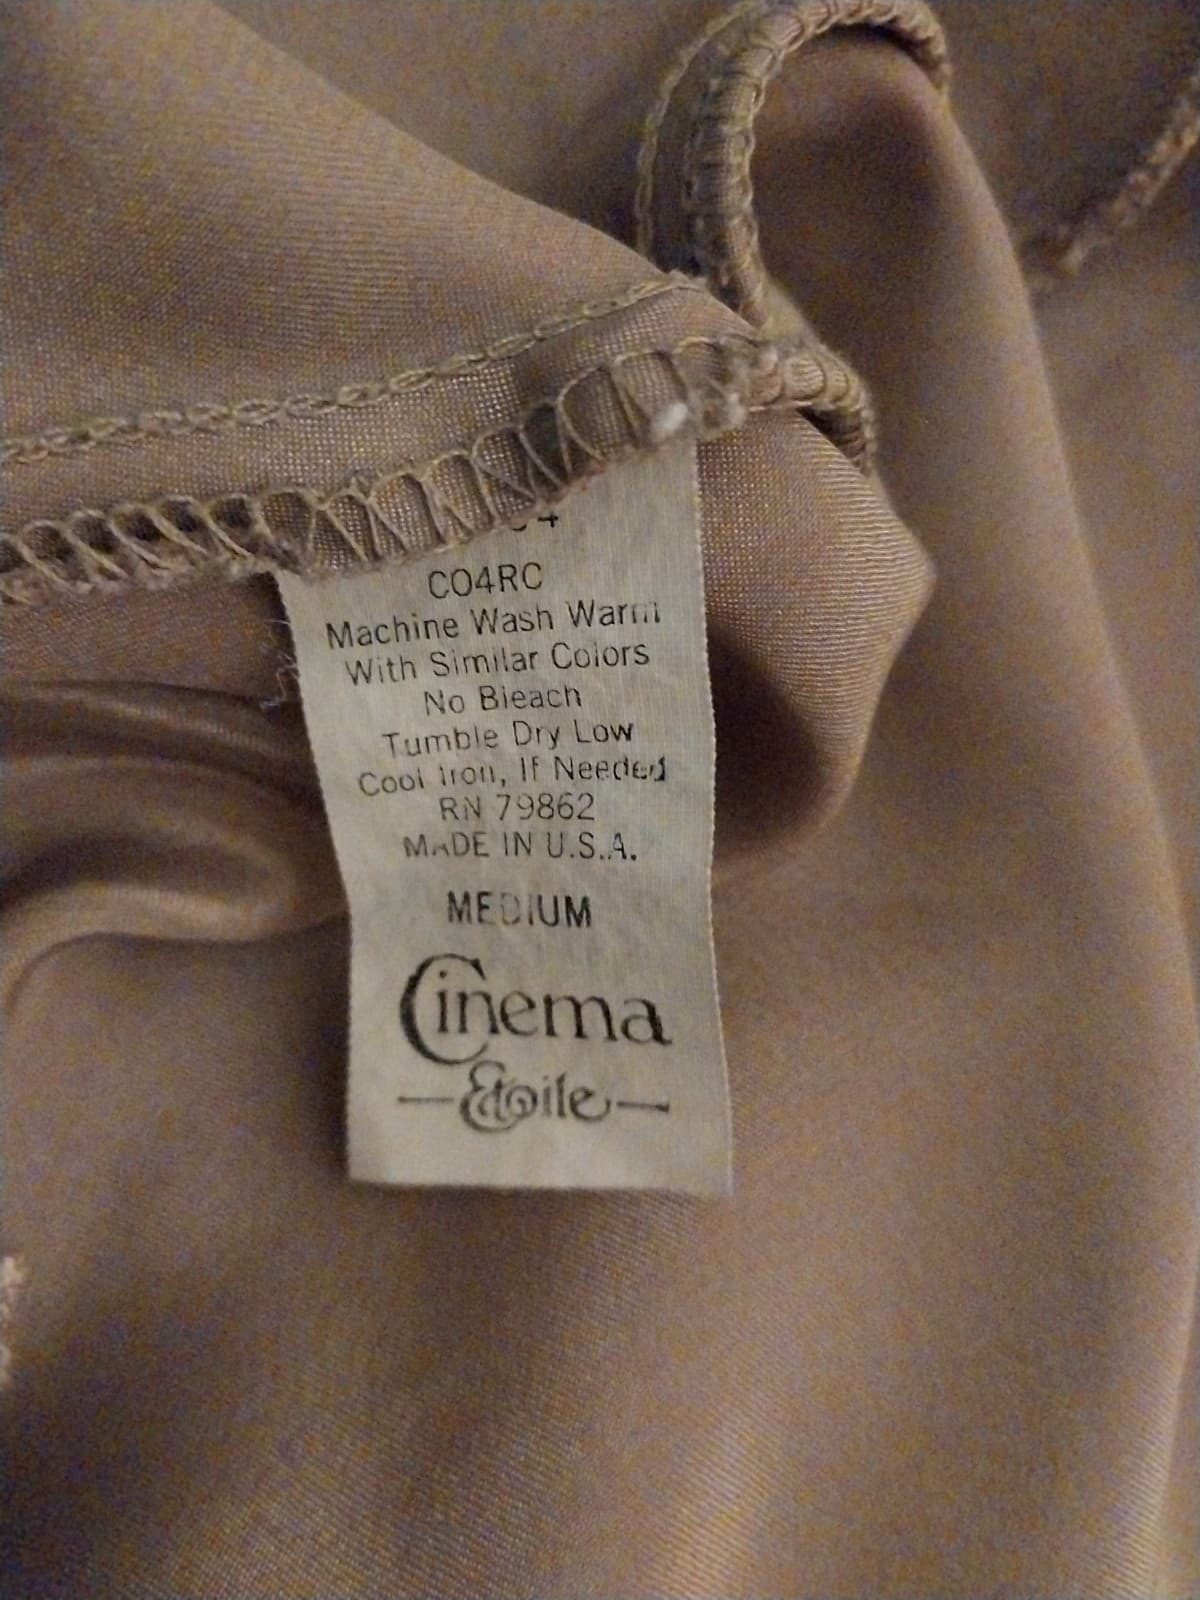 CO4RC
Machine Wash Warm
With Similar Colors
No Bleach
Tumble Dry Low
Cool Iron, If Needed
RN 79862
MADE IN U.S.A.
MEDIUM
Cinema
Etoile